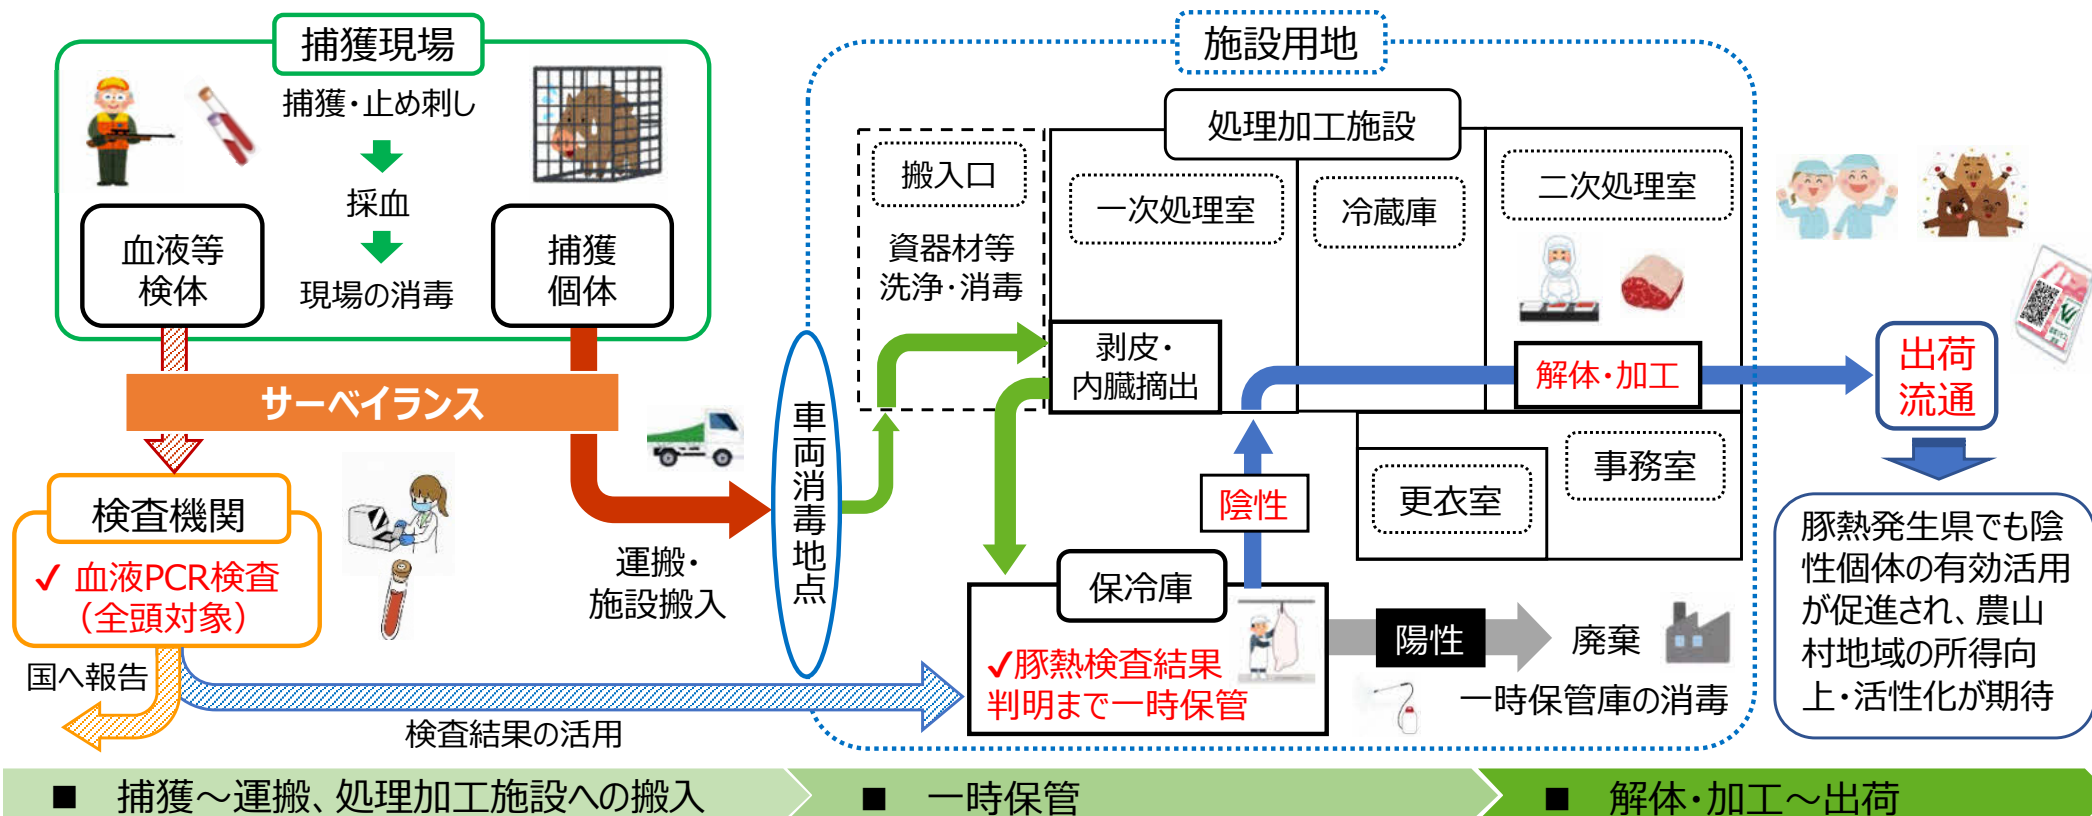 捕獲現場
捕獲・止め刺し
採血
現場の消毒
血液等
検体
捕獲
個体
サーベイランス
検査機関
✓ 血液PCR検査
（全頭対象）
国へ報告
検査結果の活用
運搬・
施設搬入
車両消毒地点
施設用地
処理加工施設
搬入口
資器材等
洗浄・消毒
一次処理室
冷蔵庫
二次処理室
剥皮・
内臓摘出
解体・加工
陰性
更衣室
事務室
保冷庫
✓豚熱検査結果
判明まで一時保管
陽性
廃棄
一時保管庫の消毒
出荷
流通
豚熱発生県でも陰
性個体の有効活用
が促進され、農山
村地域の所得向
上・活性化が期待
■ 捕獲～運搬、処理加工施設への搬入
■ 一時保管
■ 解体・加工～出荷